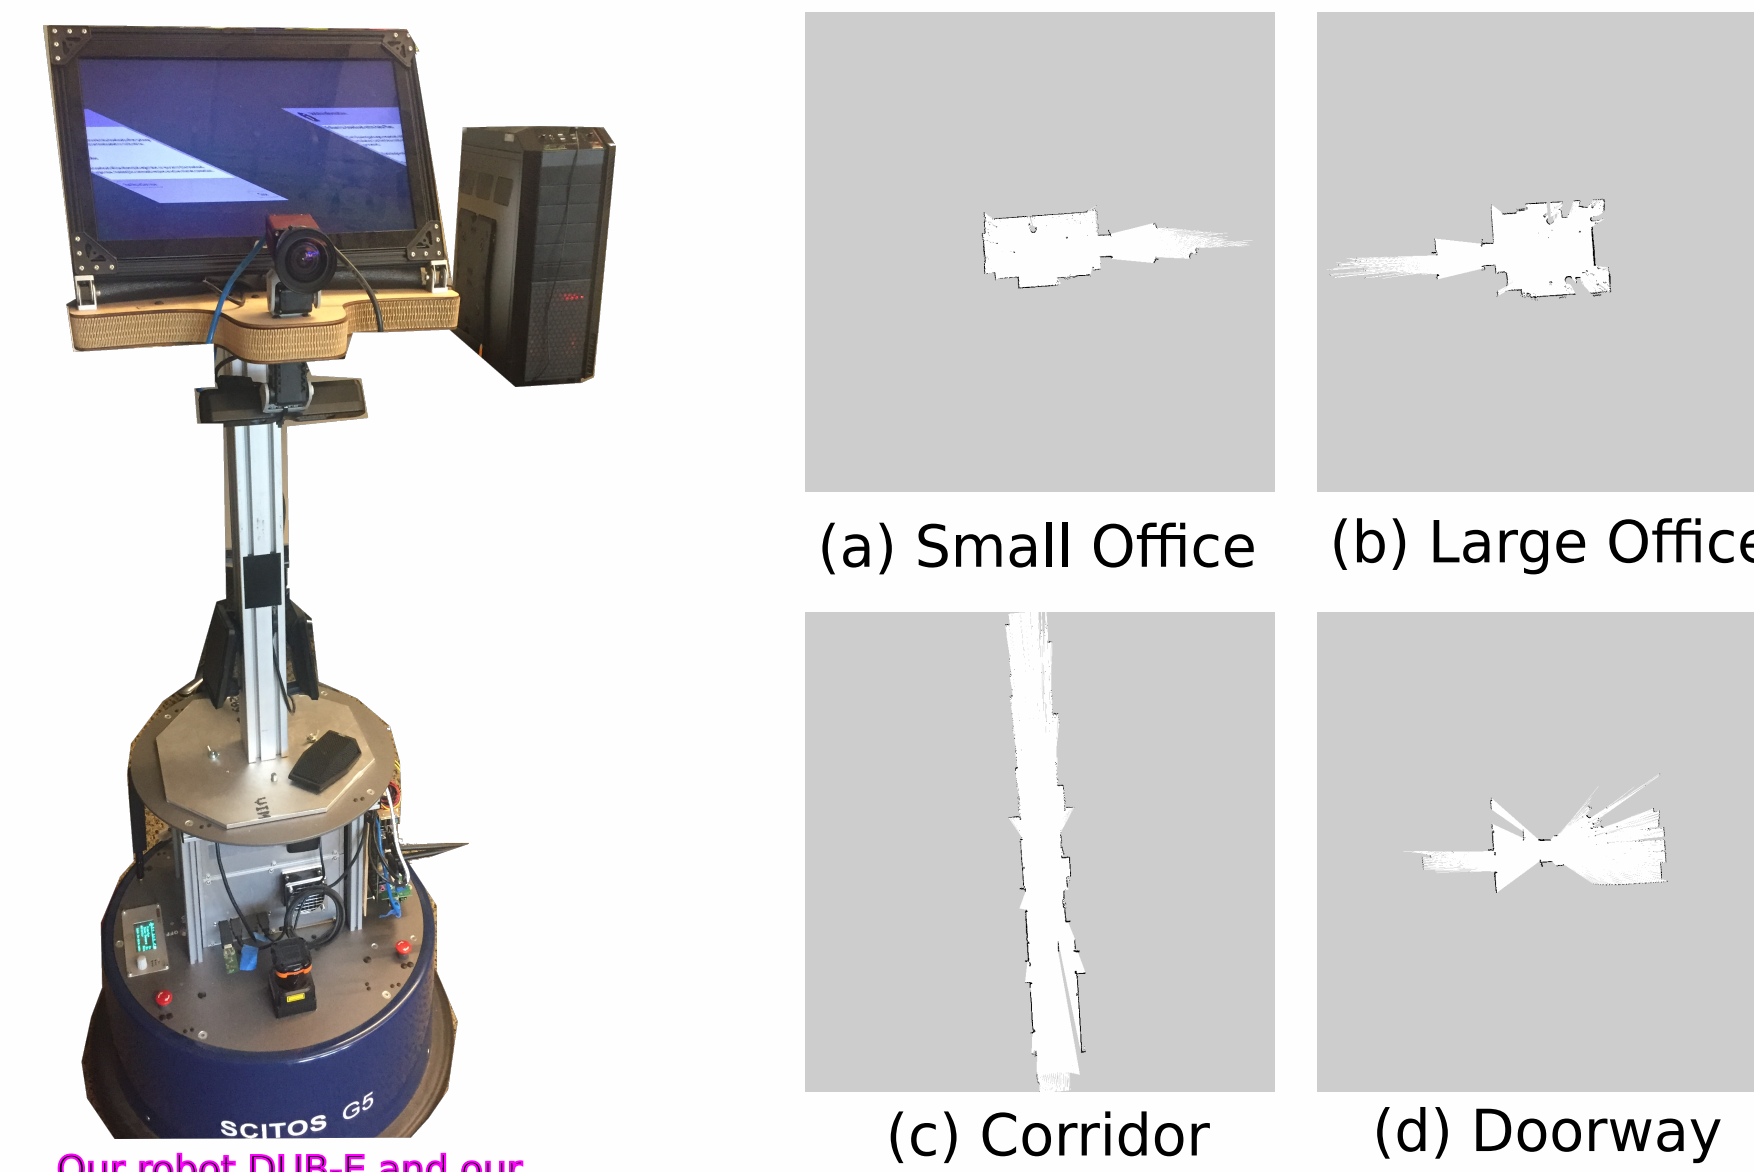 (a) Small Office
(b) Large Office
SCITOS G5
(c) Corridor
(d) Doorway
Our robot DUB-E and our